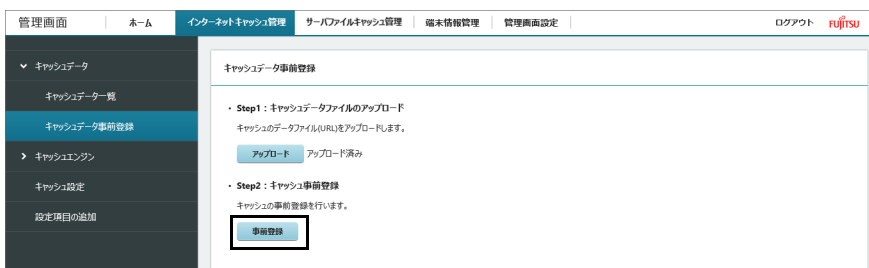 管理画面 ホーム インターネットキャッシュ管理 サーバファイルキャッシュ管理 端末情報管理 管理画面設定 ログアウト FUJITSU
キャッシュデータ
キャッシュデータ一覧
キャッシュデータ事前登録
キャッシュエンジン
キャッシュ設定
設定項目の追加
キャッシュデータ事前登録
・ Step1：キャッシュデータファイルのアップロード
キャッシュのデータファイル(URL)をアップロードします。
アップロード アップロード済み
・ Step2：キャッシュ事前登録
キャッシュの事前登録を行います。
事前登録